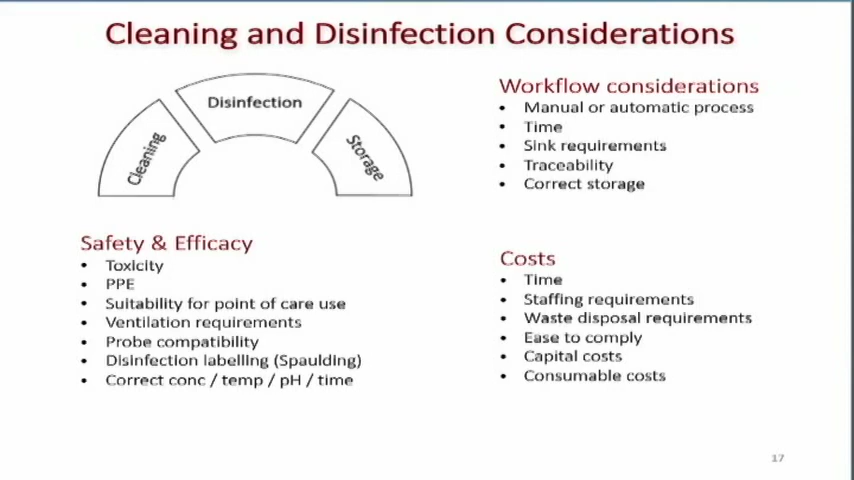 Cleaning and Disinfection Considerations
Cleaning
Disinfection
Storage
Workflow considerations
• Manual or automatic process
• Time
• Sink requirements
• Traceability
• Correct storage
Safety & Efficacy
• Toxicity
• PPE
• Suitability for point of care use
• Ventilation requirements
• Probe compatibility
• Disinfection labelling (Spaulding)
• Correct conc / temp / pH / time
Costs
• Time
• Staffing requirements
• Waste disposal requirements
• Ease to comply
• Capital costs
• Consumable costs
17